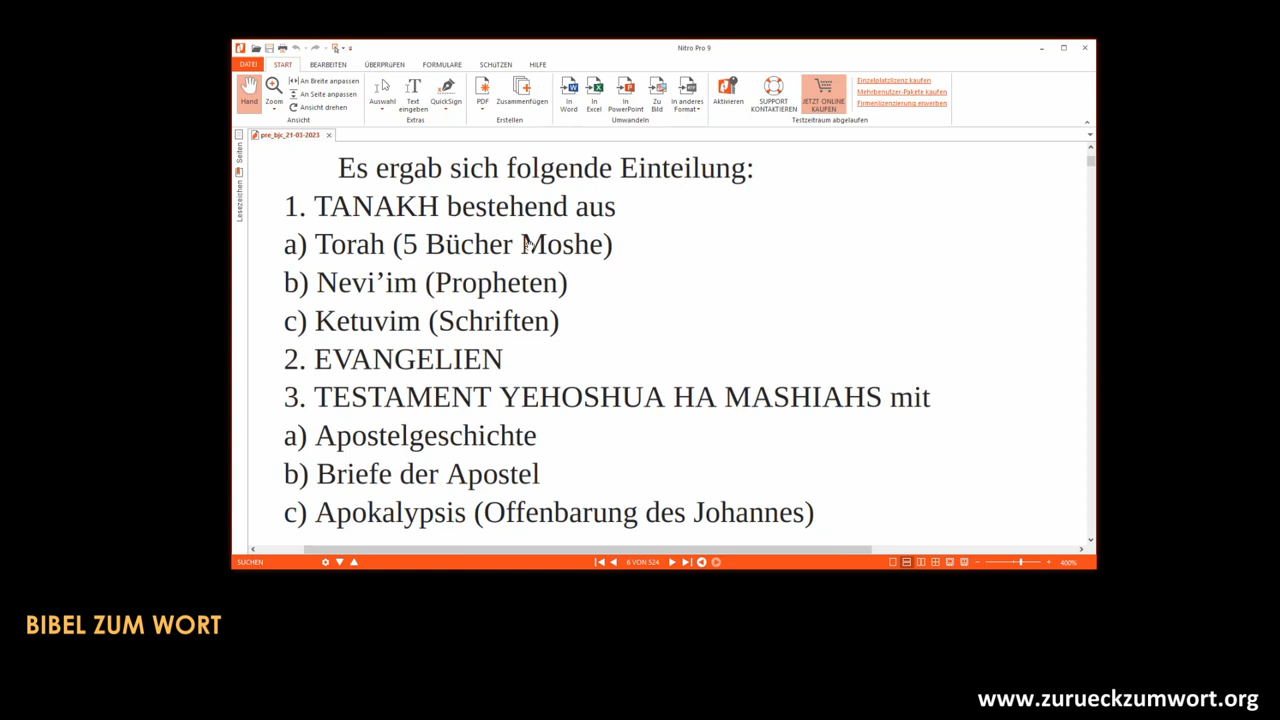 Nitro Pro 9
DATEI START BEARBEITEN ÜBERPRÜFEN FORMULARE SCHÜTZEN HILFE
Hand
Zoom
An Breite anpassen
An Seite anpassen
Ansicht drehen
Ansicht
Auswahl
Text eingeben
QuickSign
Extras
PDF
Zusammenfügen
Erstellen
In Word
In Excel
In PowerPoint
Zu Bild
In anderes Format
Umwandeln
Aktivieren
SUPPORT KONTAKTIEREN
JETZT ONLINE KAUFEN
Einzelplatzlizenz kaufen
Mehrbenutzer-Pakete kaufen
Firmenlizenzierung erwerben
Testzeitraum abgelaufen
pre_bjc_21-03-2023
Seiten
Lesezeichen
Es ergab sich folgende Einteilung:
1. TANAKH bestehend aus
a) Torah (5 Bücher Moshe)
b) Nevi’im (Propheten)
c) Ketuvim (Schriften)
2. EVANGELIEN
3. TESTAMENT YEHOSHUA HA MASHIAHS mit
a) Apostelgeschichte
b) Briefe der Apostel
c) Apokalypsis (Offenbarung des Johannes)
SUCHEN
6 VON 524
400%
BIBEL ZUM WORT
www.zurueckzumwort.org